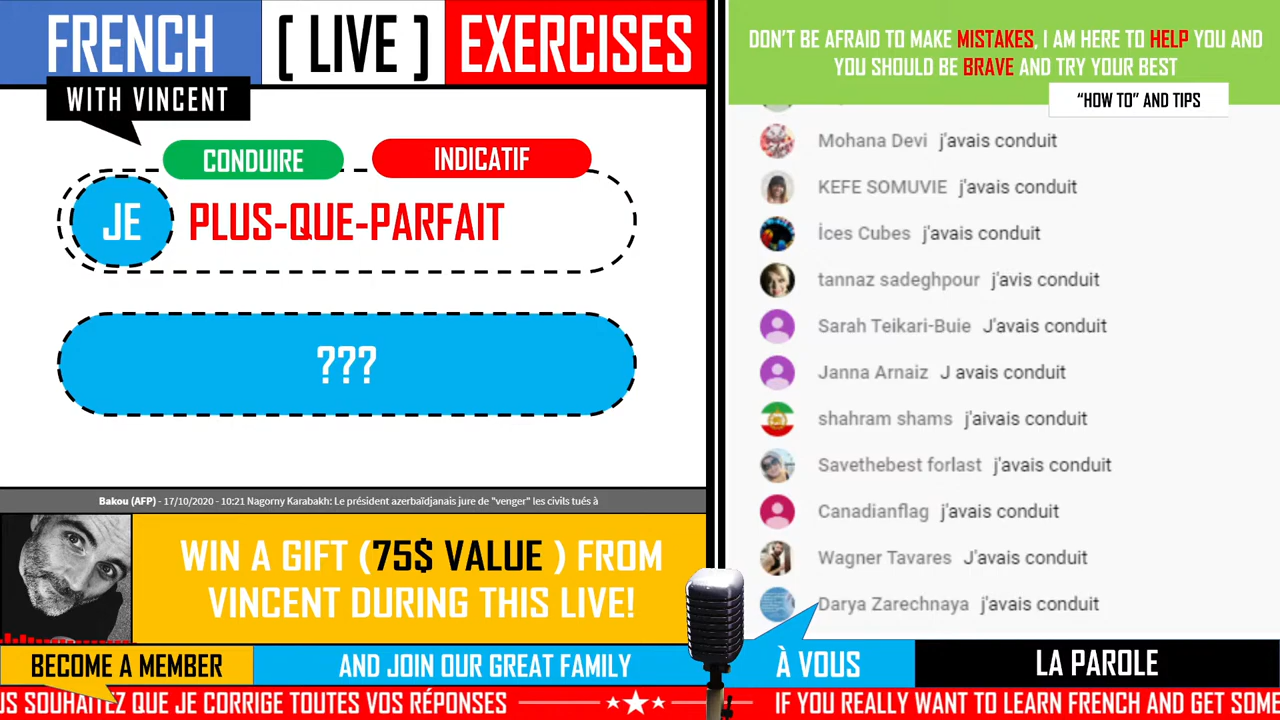 FRENCH [ LIVE ] EXERCISES
WITH VINCENT
CONDUIRE
INDICATIF
JE
PLUS-QUE-PARFAIT
???
Bakou (AFP) - 17/10/2020 - 10:21 Nagorny Karabakh: Le président azerbaïdjanais jure de "venger" les civils tués à
WIN A GIFT (75$ VALUE ) FROM
VINCENT DURING THIS LIVE!
BECOME A MEMBER
AND JOIN OUR GREAT FAMILY
DON'T BE AFRAID TO MAKE MISTAKES, I AM HERE TO HELP YOU AND
YOU SHOULD BE BRAVE AND TRY YOUR BEST
“HOW TO” AND TIPS
Mohana Devi j'avais conduit
KEFE SOMUVIE j'avais conduit
İces Cubes j'avais conduit
tannaz sadeghpour j'avis conduit
Sarah Teikari-Buie J'avais conduit
Janna Arnaiz J avais conduit
shahram shams j'aivais conduit
Savethebest forlast j'avais conduit
Canadianflag j'avais conduit
Wagner Tavares J'avais conduit
Darya Zarechnaya j'avais conduit
À VOUS
LA PAROLE
US SOUHAITEZ QUE JE CORRIGE TOUTES VOS RÉPONSES
IF YOU REALLY WANT TO LEARN FRENCH AND GET SOME